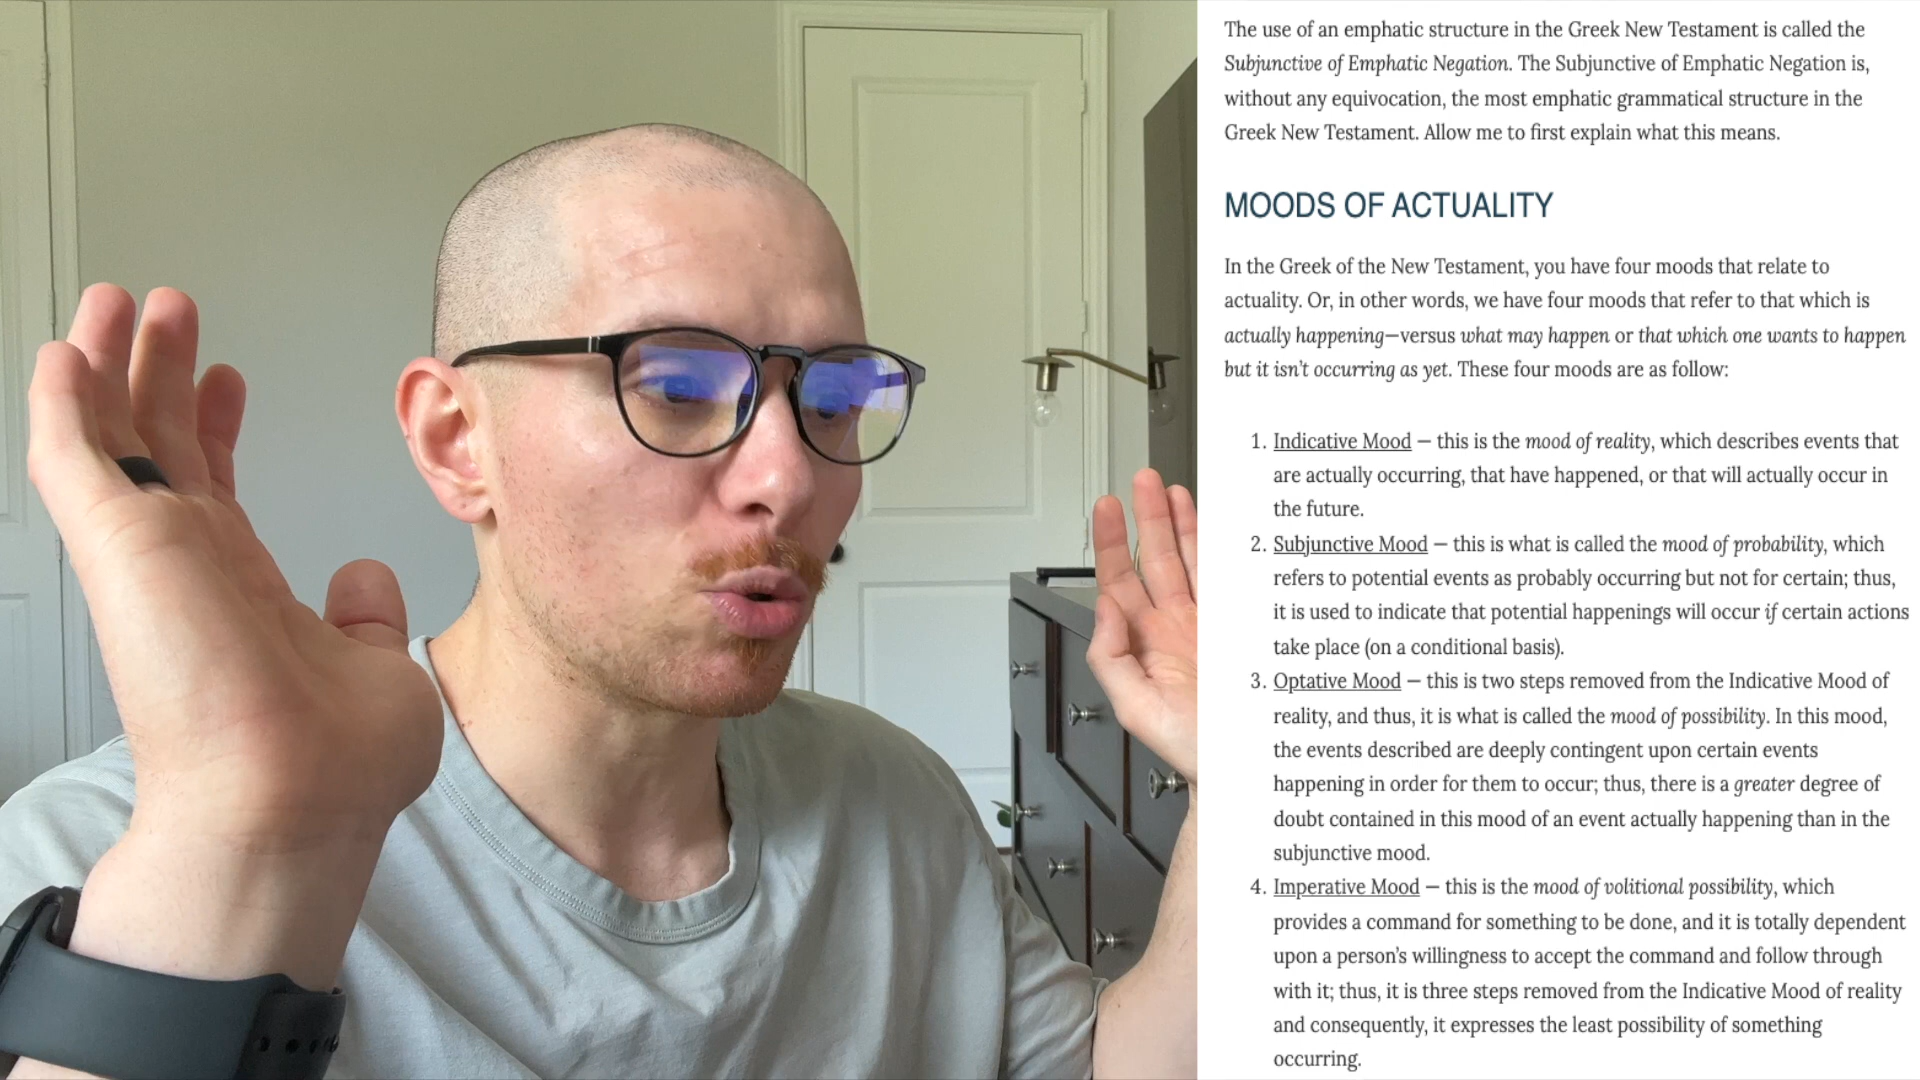 The use of an emphatic structure in the Greek New Testament is called the
Subjunctive of Emphatic Negation. The Subjunctive of Emphatic Negation is,
without any equivocation, the most emphatic grammatical structure in the
Greek New Testament. Allow me to first explain what this means.
MOODS OF ACTUALITY
In the Greek of the New Testament, you have four moods that relate to
actuality. Or, in other words, we have four moods that refer to that which is
actually happening—versus what may happen or that which one wants to happen
but it isn't occurring as yet. These four moods are as follow:
1. Indicative Mood — this is the mood of reality, which describes events that
are actually occurring, that have happened, or that will actually occur in
the future.
2. Subjunctive Mood — this is what is called the mood of probability, which
refers to potential events as probably occurring but not for certain; thus,
it is used to indicate that potential happenings will occur if certain actions
take place (on a conditional basis).
3. Optative Mood — this is two steps removed from the Indicative Mood of
reality, and thus, it is what is called the mood of possibility. In this mood,
the events described are deeply contingent upon certain events
happening in order for them to occur; thus, there is a greater degree of
doubt contained in this mood of an event actually happening than in the
subjunctive mood.
4. Imperative Mood — this is the mood of volitional possibility, which
provides a command for something to be done, and it is totally dependent
upon a person's willingness to accept the command and follow through
with it; thus, it is three steps removed from the Indicative Mood of reality
and consequently, it expresses the least possibility of something
occurring.